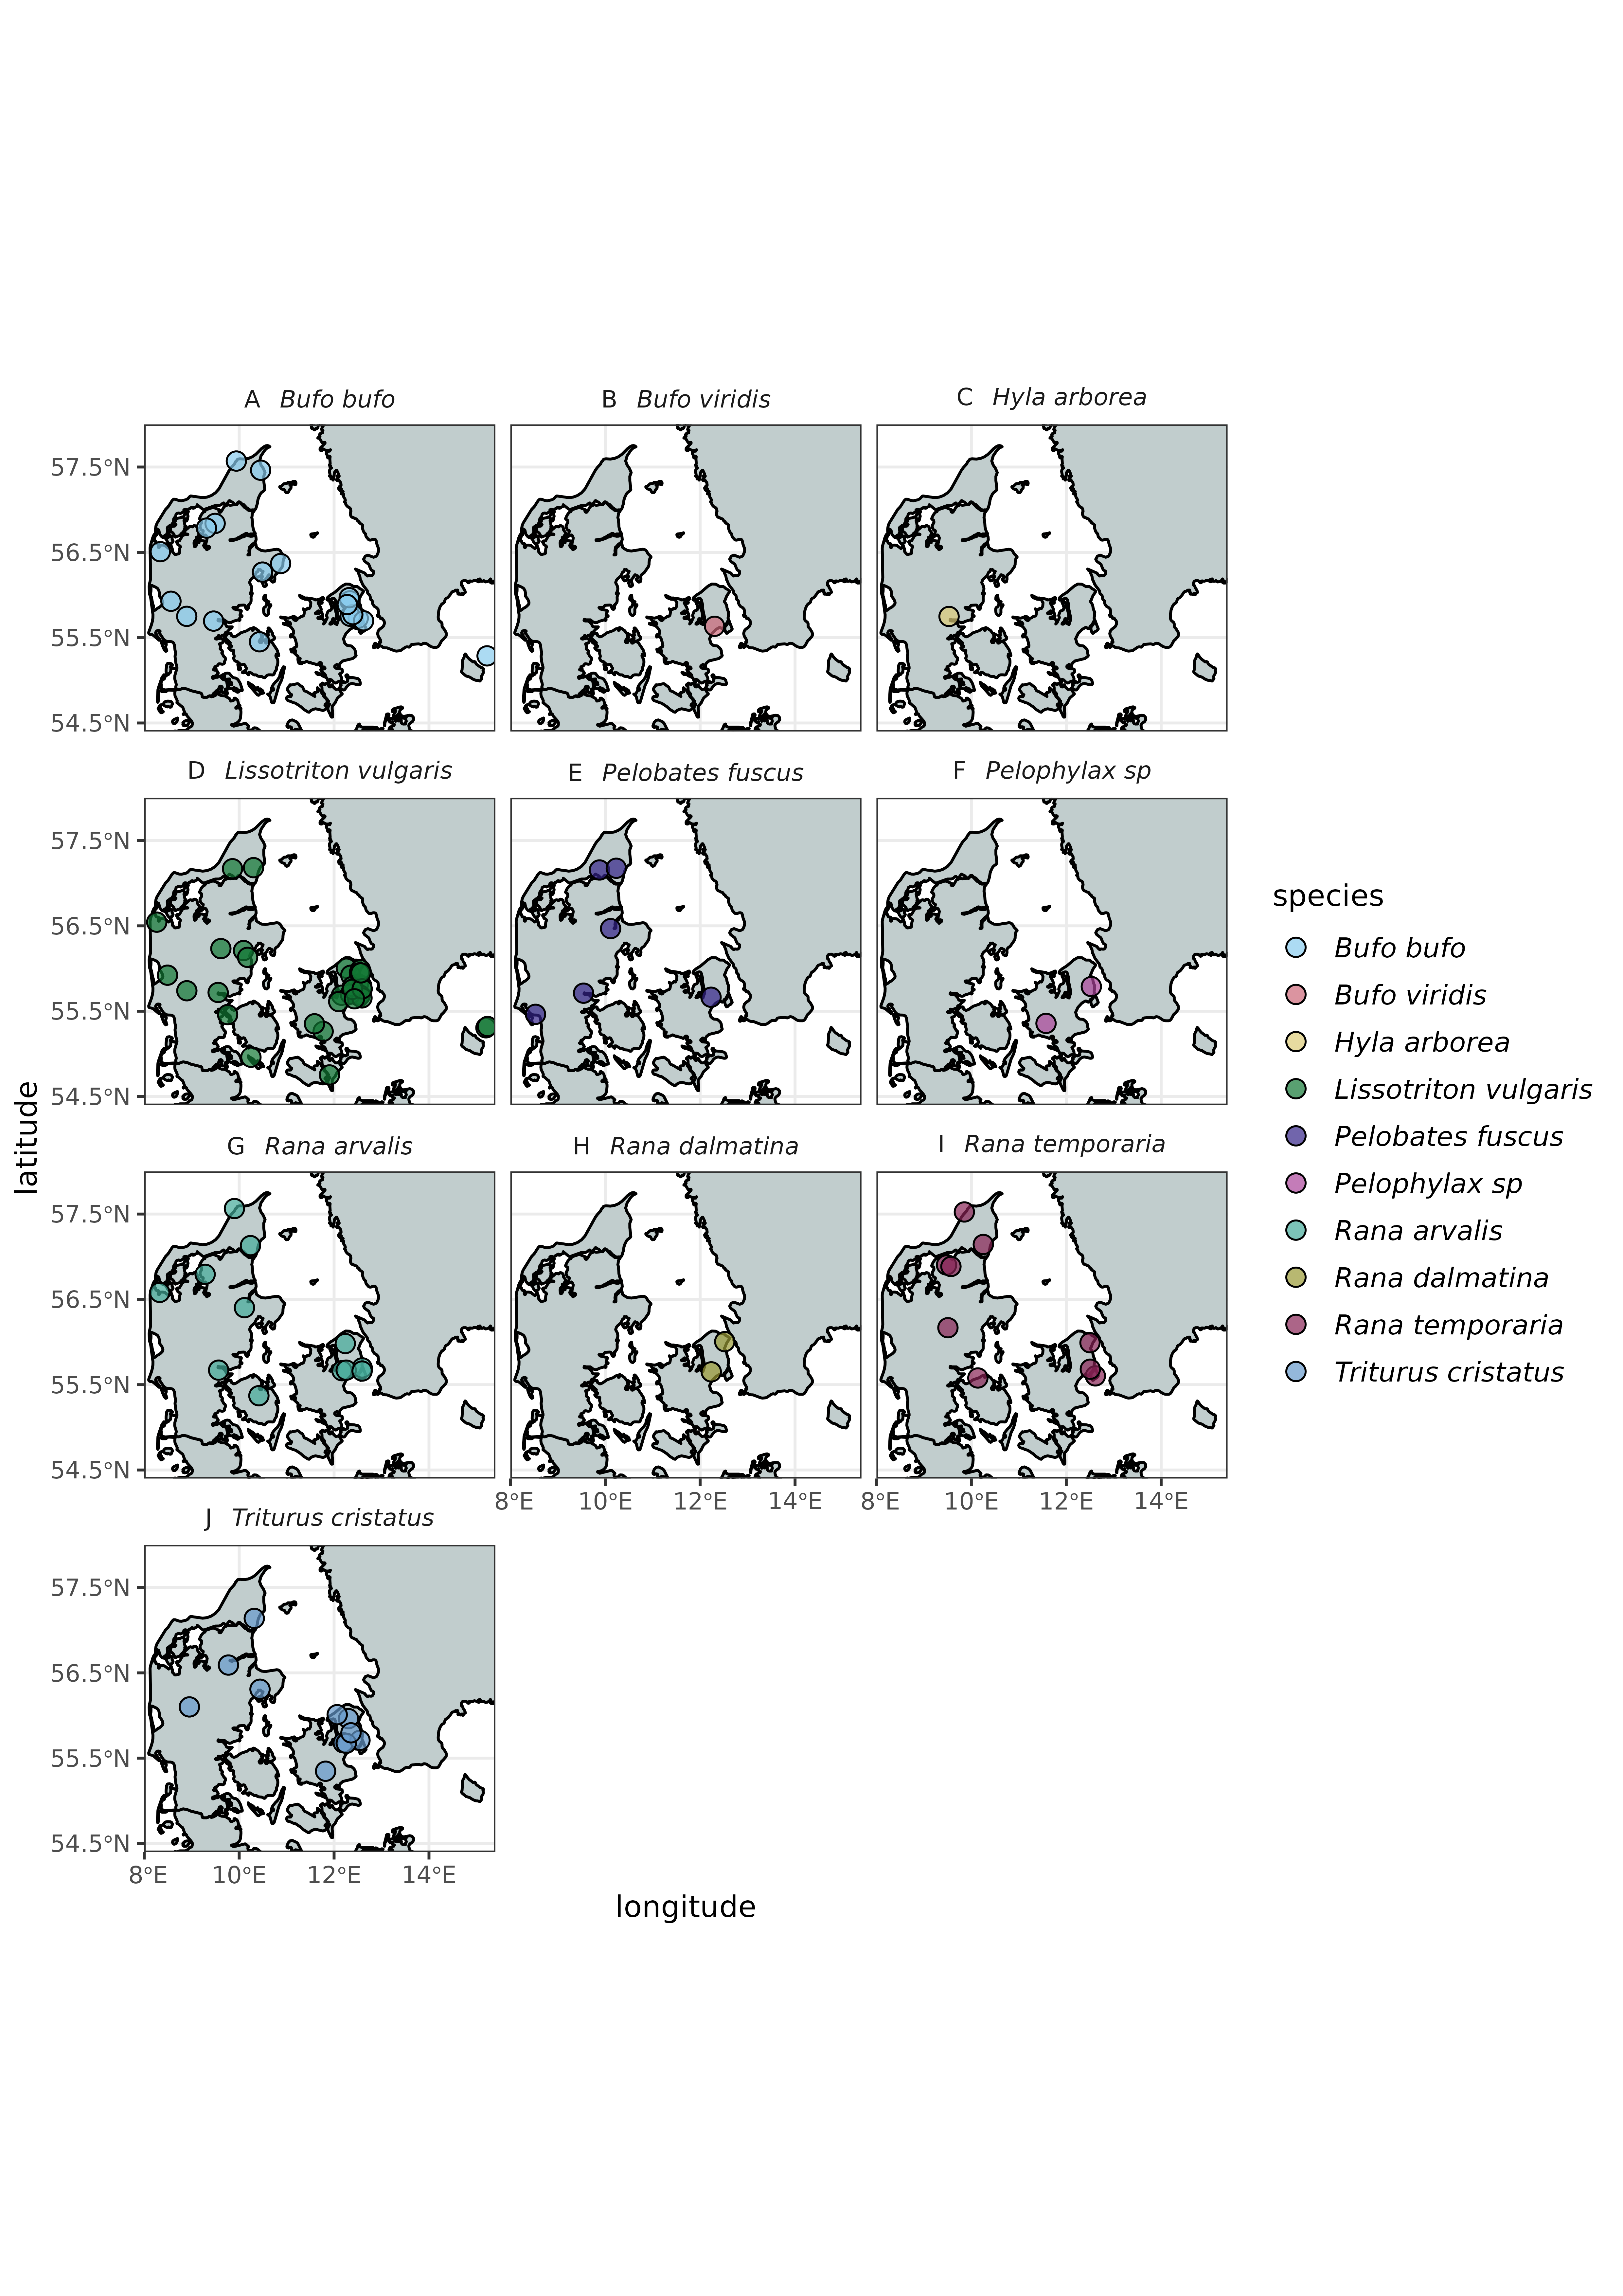 A Bufo bufo
B Bufo viridis
C Hyla arborea
57.5°N
56.5°N
55.5°N
54.5°N
D Lissotriton vulgaris
E Pelobates fuscus
F Pelophylax sp
57.5°N
56.5°N
55.5°N
54.5°N
G Rana arvalis
H Rana dalmatina
I Rana temporaria
57.5°N
56.5°N
55.5°N
54.5°N
8°E 10°E 12°E 14°E
8°E 10°E 12°E 14°E
J Triturus cristatus
57.5°N
56.5°N
55.5°N
54.5°N
8°E 10°E 12°E 14°E
longitude
latitude
species
Bufo bufo
Bufo viridis
Hyla arborea
Lissotriton vulgaris
Pelobates fuscus
Pelophylax sp
Rana arvalis
Rana dalmatina
Rana temporaria
Triturus cristatus